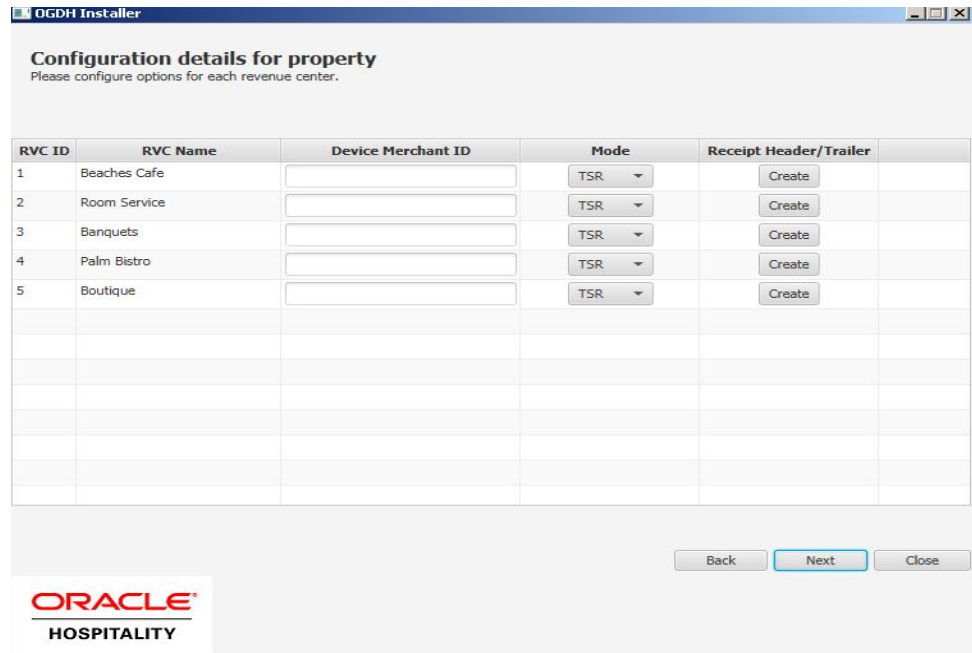 OGDH Installer
Configuration details for property
Please configure options for each revenue center.
RVC ID RVC Name Device Merchant ID Mode Receipt Header/Trailer
1 Beaches Cafe TSR Create
2 Room Service TSR Create
3 Banquets TSR Create
4 Palm Bistro TSR Create
5 Boutique TSR Create
Back Next Close
ORACLE®
HOSPITALITY